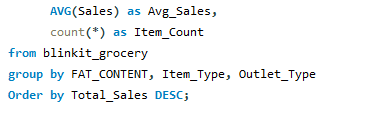 AVG(Sales) as Avg_Sales,
count(*) as Item_Count
from blinkit_grocery
group by FAT_CONTENT, Item_Type, Outlet_Type
Order by Total_Sales DESC;